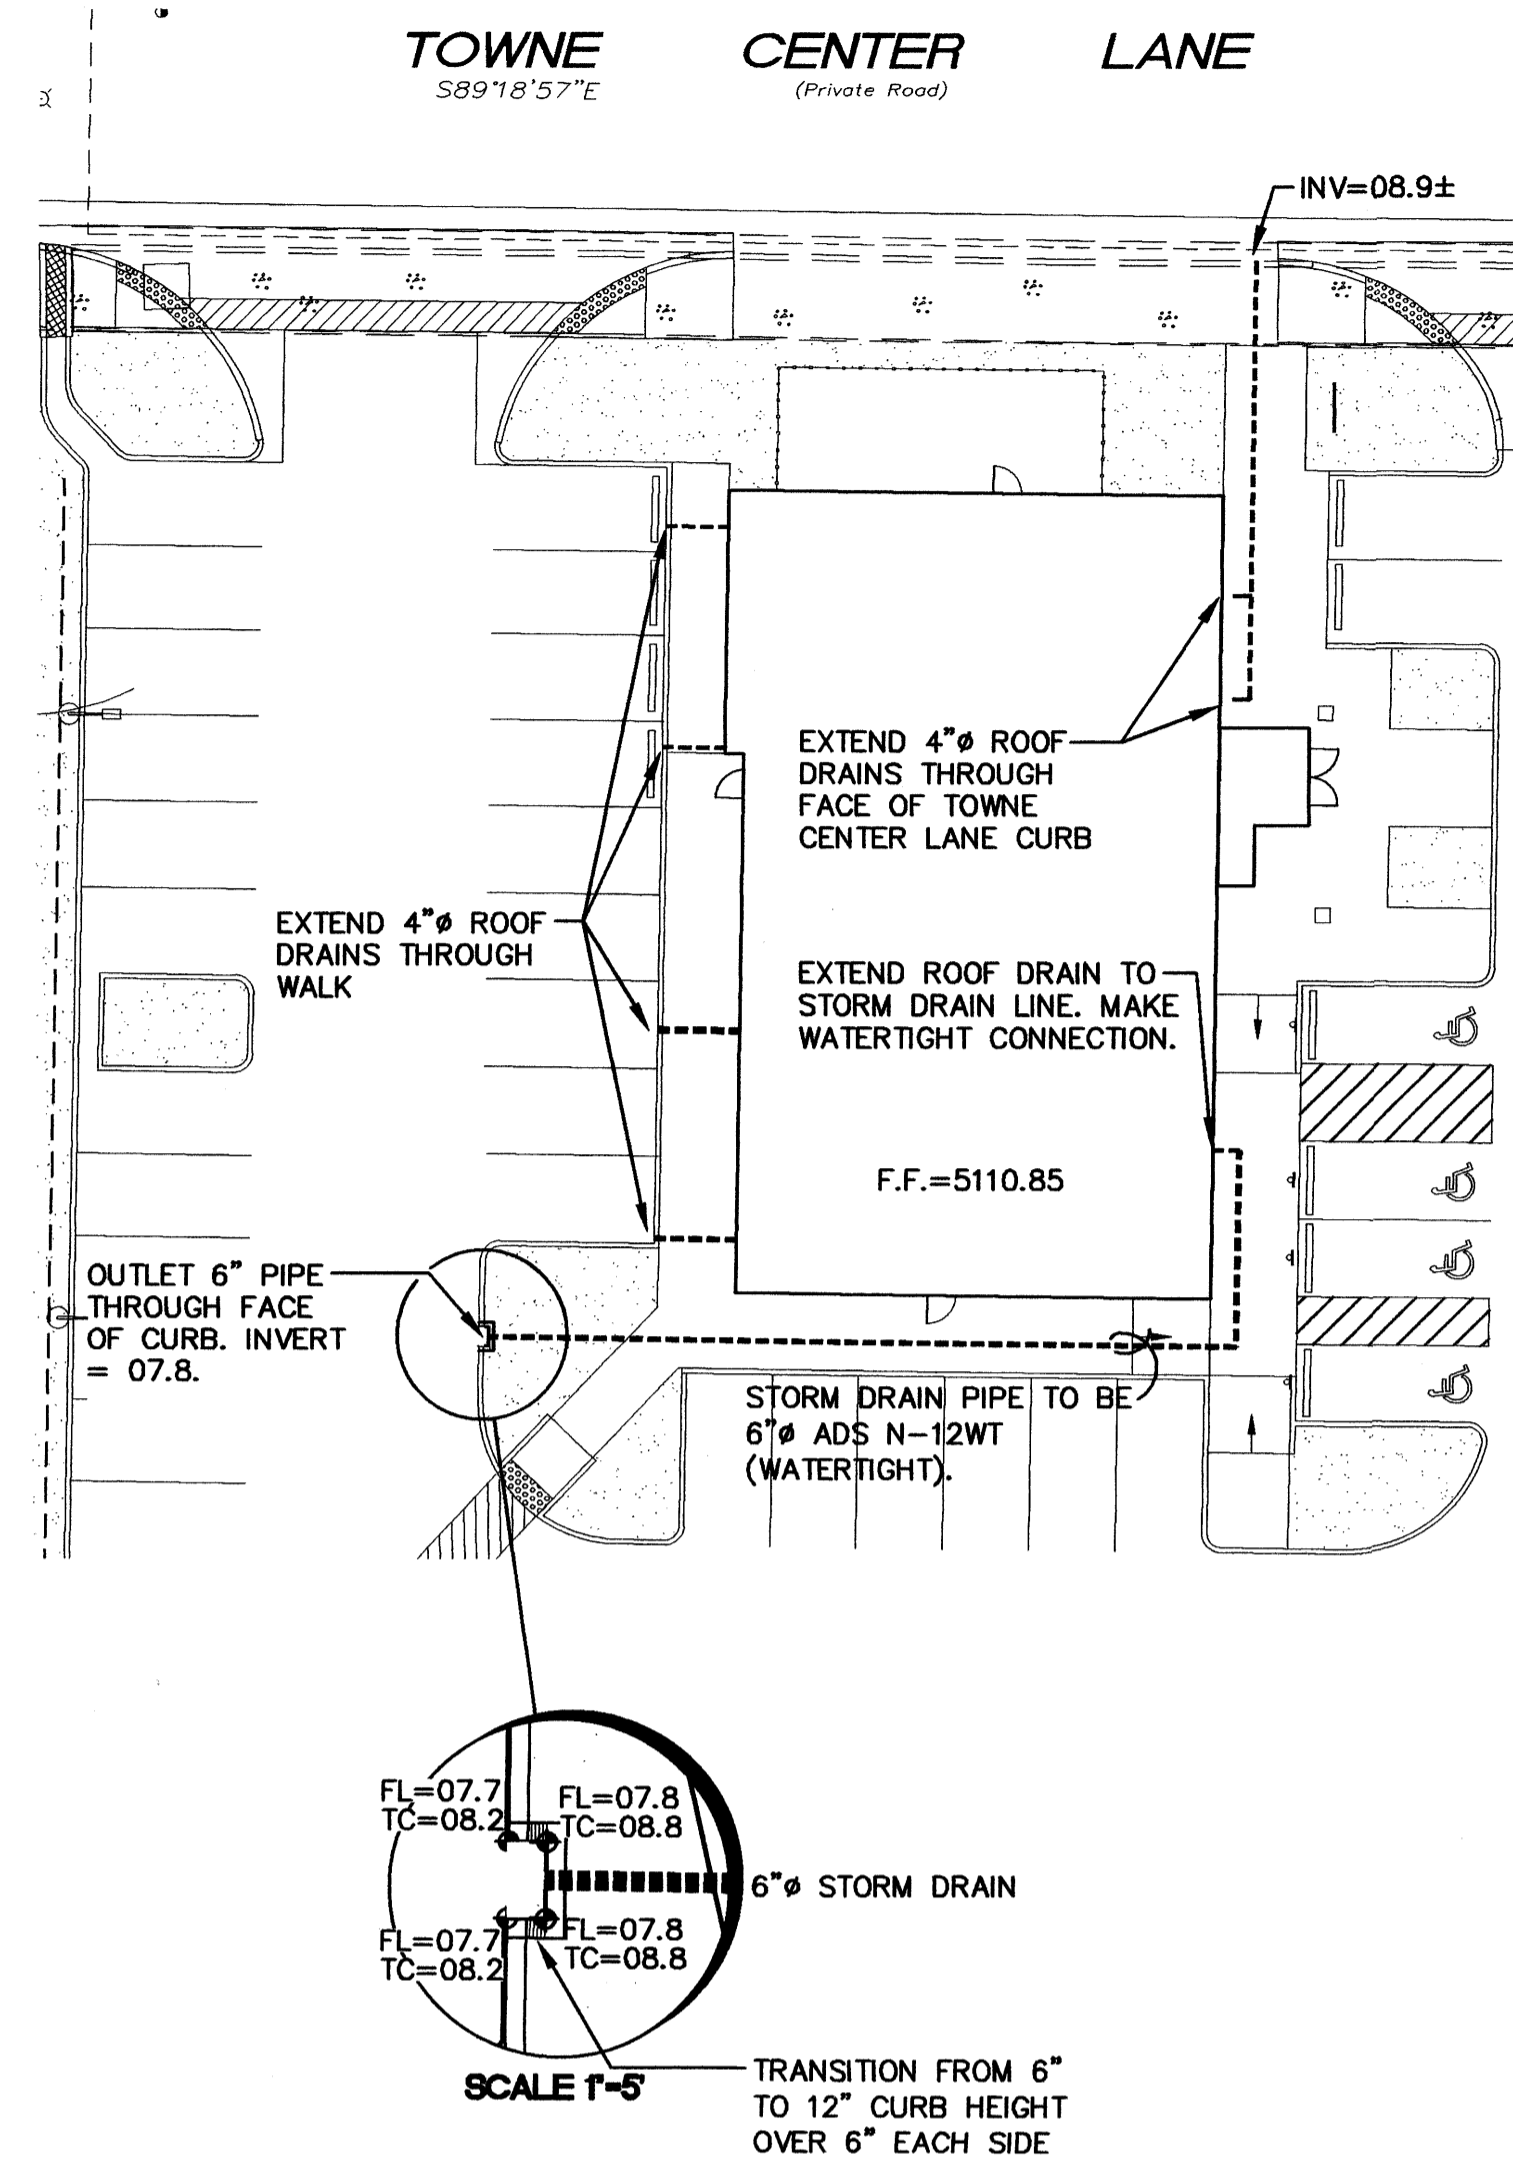 TOWNE CENTER LANE
S89°18'57"E
(Private Road)
INV=08.9±
EXTEND 4"ø ROOF
DRAINS THROUGH
FACE OF TOWNE
CENTER LANE CURB
EXTEND 4"ø ROOF
DRAINS THROUGH
WALK
EXTEND ROOF DRAIN TO
STORM DRAIN LINE. MAKE
WATERTIGHT CONNECTION.
F.F.=5110.85
OUTLET 6" PIPE
THROUGH FACE
OF CURB. INVERT
= 07.8.
STORM DRAIN PIPE TO BE
6"ø ADS N-12WT
(WATERTIGHT).
FL=07.7
TC=08.2
FL=07.8
TC=08.8
6"ø STORM DRAIN
FL=07.7
TC=08.2
FL=07.8
TC=08.8
SCALE 1"=5'
TRANSITION FROM 6"
TO 12" CURB HEIGHT
OVER 6" EACH SIDE